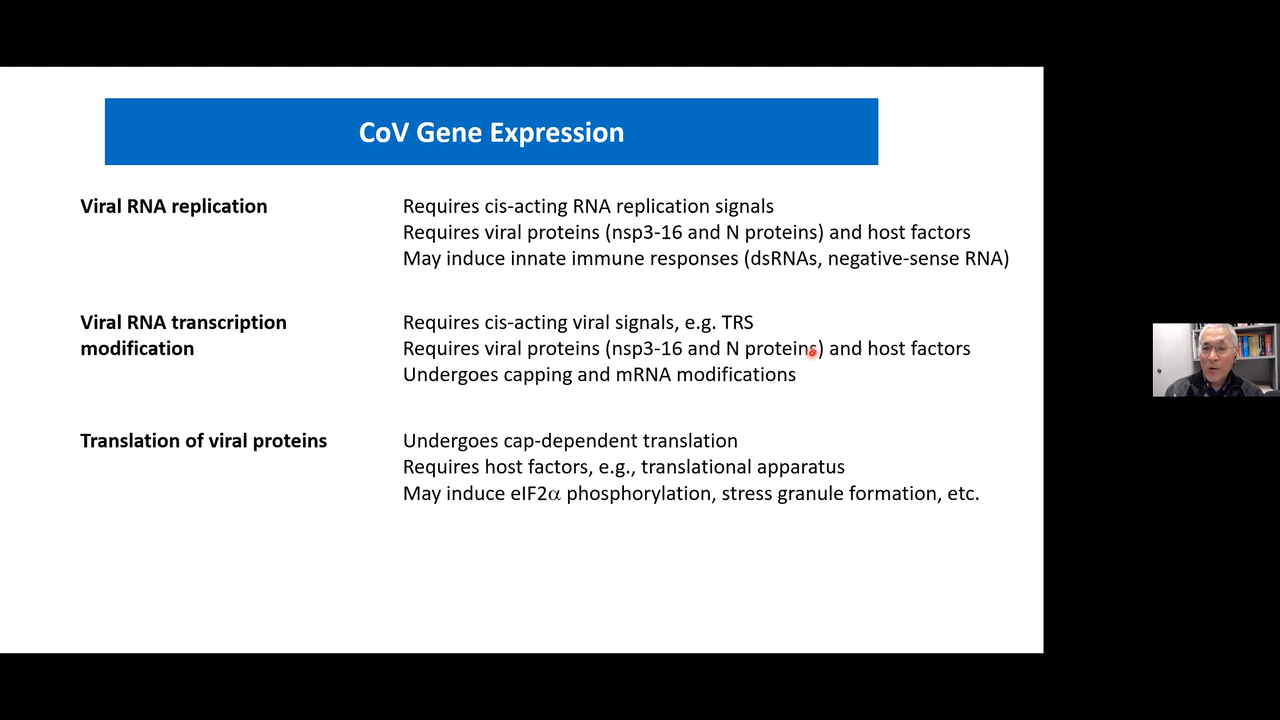 CoV Gene Expression
Viral RNA replication
Requires cis-acting RNA replication signals
Requires viral proteins (nsp3-16 and N proteins) and host factors
May induce innate immune responses (dsRNAs, negative-sense RNA)
Viral RNA transcription
modification
Requires cis-acting viral signals, e.g. TRS
Requires viral proteins (nsp3-16 and N proteins) and host factors
Undergoes capping and mRNA modifications
Translation of viral proteins
Undergoes cap-dependent translation
Requires host factors, e.g., translational apparatus
May induce eIF2α phosphorylation, stress granule formation, etc.